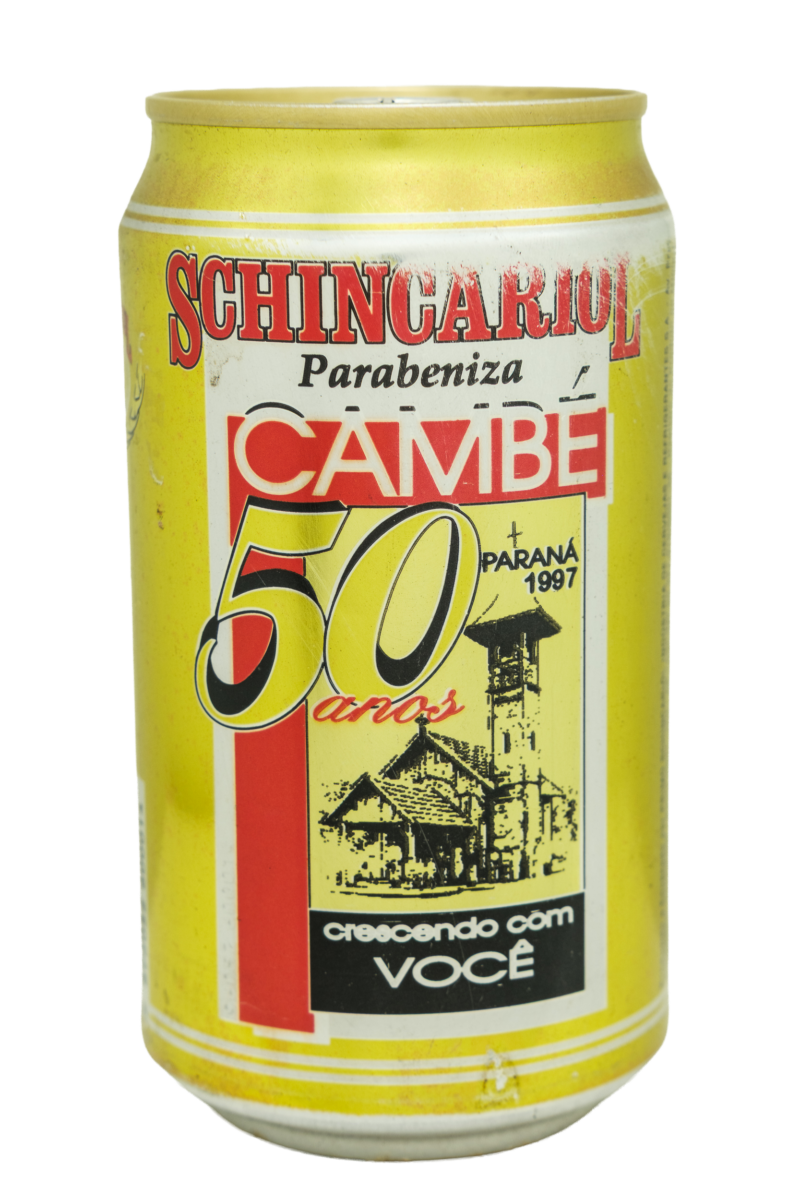 SCHINCARIOL
Parabeniza
CAMBÉ
50
anos
PARANÁ
1997
crescendo com
VOCÊ